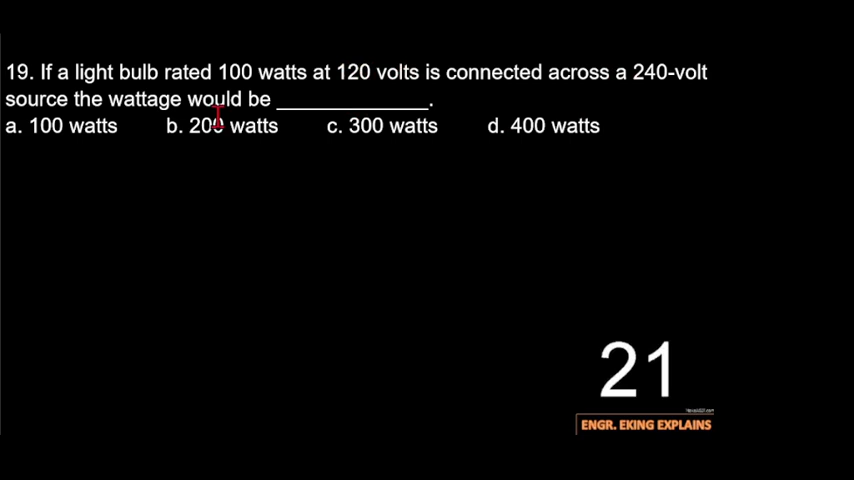 19. If a light bulb rated 100 watts at 120 volts is connected across a 240-volt
source the wattage would be ______________.
a. 100 watts b. 200 watts c. 300 watts d. 400 watts
21
ENGR. EKING EXPLAINS